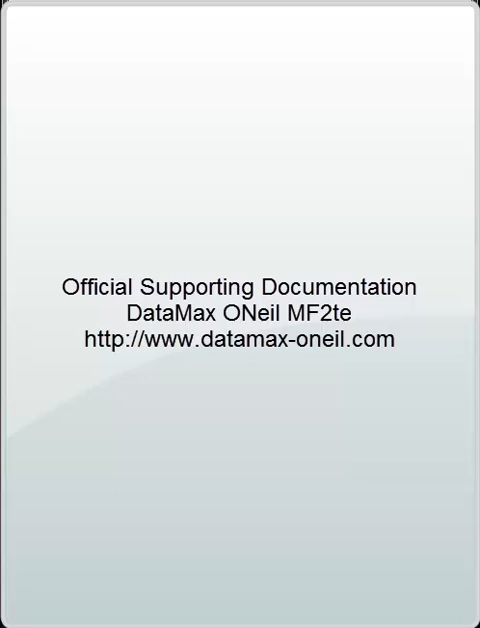 Official Supporting Documentation
DataMax ONeil MF2te
http://www.datamax-oneil.com